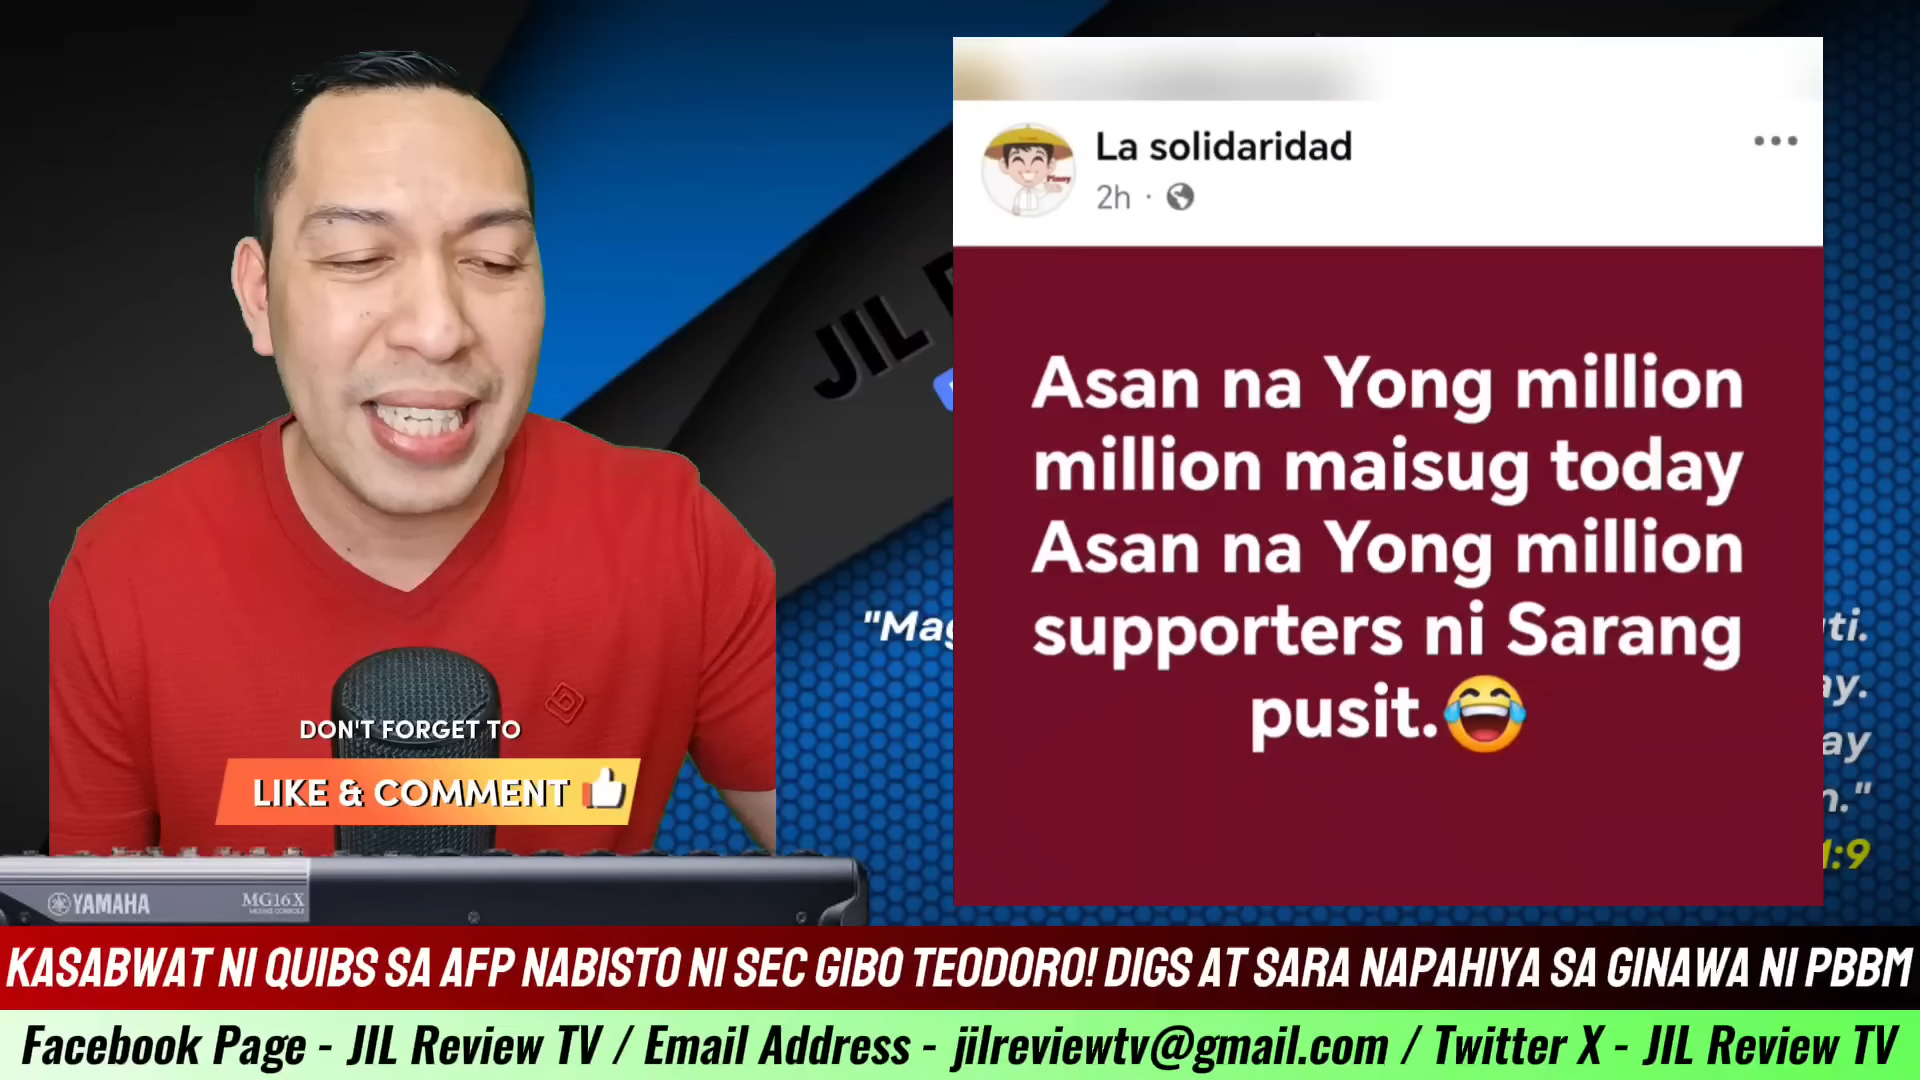 La solidaridad
2h ·
Asan na Yong million
million maisug today
Asan na Yong million
supporters ni Sarang
pusit.😂
JIL
"Mag
ti.
ay.
ay
n."
1:9
DON'T FORGET TO
LIKE & COMMENT
YAMAHA
MG16X
MIXING CONSOLE
KASABWAT NI QUIBS SA AFP NABISTO NI SEC GIBO TEODORO! DIGS AT SARA NAPAHIYA SA GINAWA NI PBBM
Facebook Page - JIL Review TV / Email Address - jilreviewtv@gmail.com / Twitter X - JIL Review TV